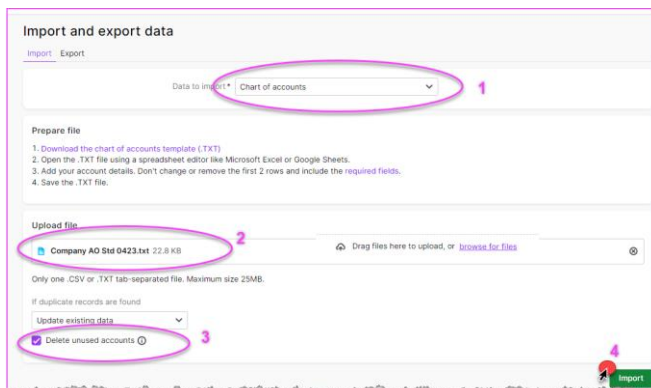 Import and export data
Import Export
Data to import* Chart of accounts
1
Prepare file
1. Download the chart of accounts template (.TXT)
2. Open the .TXT file using a spreadsheet editor like Microsoft Excel or Google Sheets.
3. Add your account details. Don't change or remove the first 2 rows and include the required fields.
4. Save the .TXT file.
Upload file
2
Company AO Std 0423.txt 22.8 KB Drag files here to upload, or browse for files
Only one .CSV or .TXT tab-separated file. Maximum size 25MB.
If duplicate records are found
Update existing data
Delete unused accounts
3
4
Import